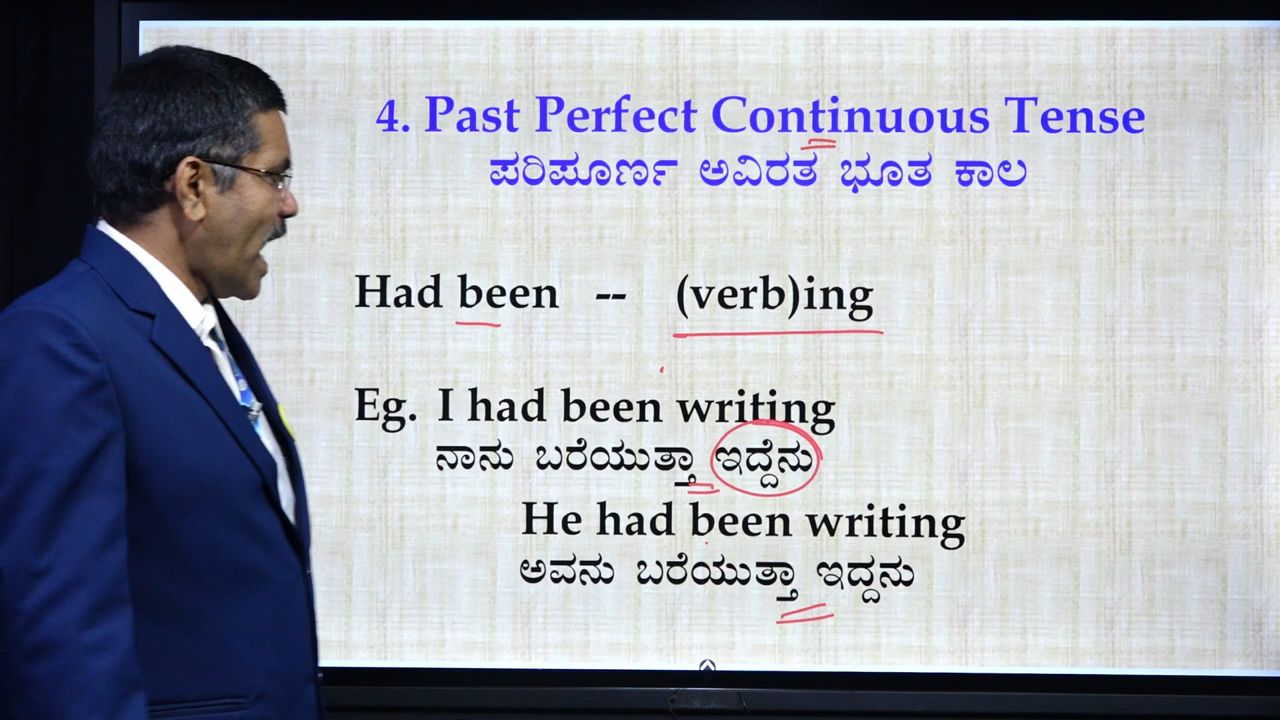 4. Past Perfect Continuous Tense
ಪರಿಪೂರ್ಣ ಅವಿರತ ಭೂತ ಕಾಲ
Had been -- (verb)ing
Eg. I had been writing
ನಾನು ಬರೆಯುತ್ತಾ ಇದ್ದೆನು
He had been writing
ಅವನು ಬರೆಯುತ್ತಾ ಇದ್ದನು